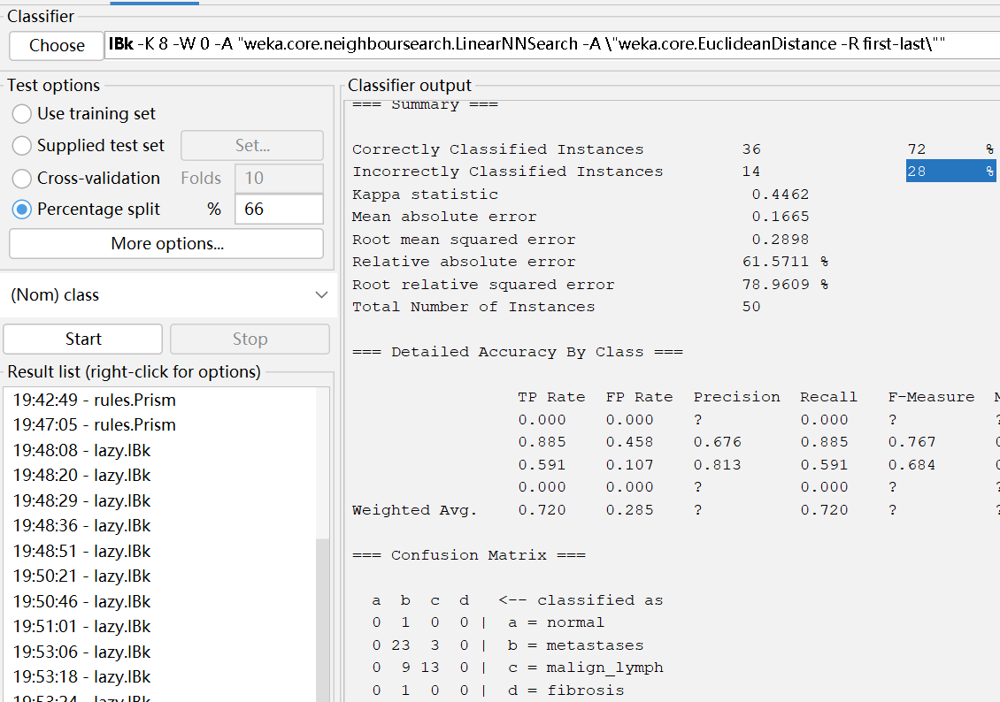 Classifier
Choose IBk -K 8 -W 0 -A "weka.core.neighboursearch.LinearNNSearch -A \"weka.core.EuclideanDistance -R first-last\""
Test options
Use training set
Supplied test set Set...
Cross-validation Folds 10
Percentage split % 66
More options...
(Nom) class
Start Stop
Result list (right-click for options)
19:42:49 - rules.Prism
19:47:05 - rules.Prism
19:48:08 - lazy.IBk
19:48:20 - lazy.IBk
19:48:29 - lazy.IBk
19:48:36 - lazy.IBk
19:48:51 - lazy.IBk
19:50:21 - lazy.IBk
19:50:46 - lazy.IBk
19:51:01 - lazy.IBk
19:53:06 - lazy.IBk
19:53:18 - lazy.IBk
19:53:24 - lazy.IBk
Classifier output
=== Summary ===
Correctly Classified Instances 36 72 %
Incorrectly Classified Instances 14 28 %
Kappa statistic 0.4462
Mean absolute error 0.1665
Root mean squared error 0.2898
Relative absolute error 61.5711 %
Root relative squared error 78.9609 %
Total Number of Instances 50
=== Detailed Accuracy By Class ===
TP Rate FP Rate Precision Recall F-Measure
0.000 0.000 ? 0.000 ?
0.885 0.458 0.676 0.885 0.767
0.591 0.107 0.813 0.591 0.684
0.000 0.000 ? 0.000 ?
Weighted Avg. 0.720 0.285 ? 0.720 ?
=== Confusion Matrix ===
a b c d <-- classified as
0 1 0 0 | a = normal
0 23 3 0 | b = metastases
0 9 13 0 | c = malign_lymph
0 1 0 0 | d = fibrosis